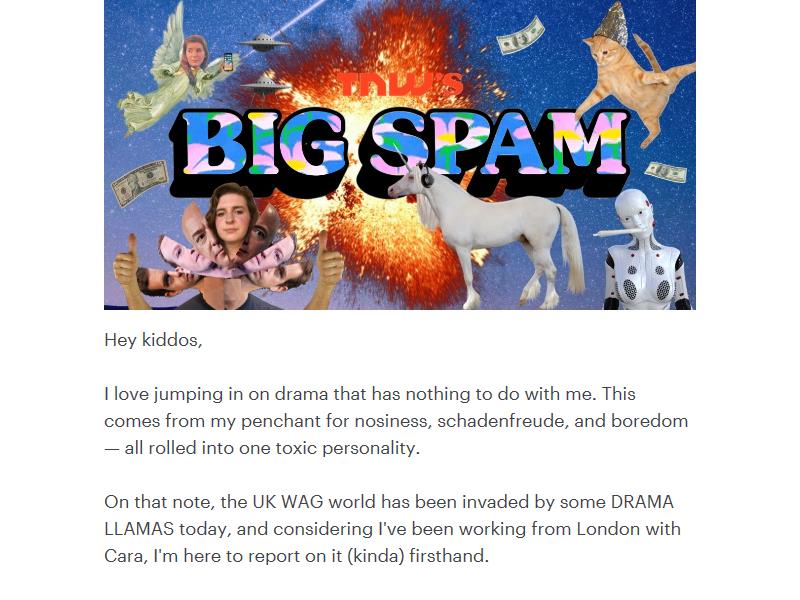 TNW's
BIG SPAM
Hey kiddos,
I love jumping in on drama that has nothing to do with me. This
comes from my penchant for nosiness, schadenfreude, and boredom
— all rolled into one toxic personality.
On that note, the UK WAG world has been invaded by some DRAMA
LLAMAS today, and considering I've been working from London with
Cara, I'm here to report on it (kinda) firsthand.